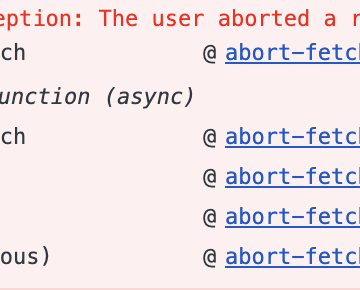 eption: The user aborted a r
ch @ abort-fetch
unction (async)
ch @ abort-fetch
@ abort-fetch
@ abort-fetch
ous) @ abort-fetch